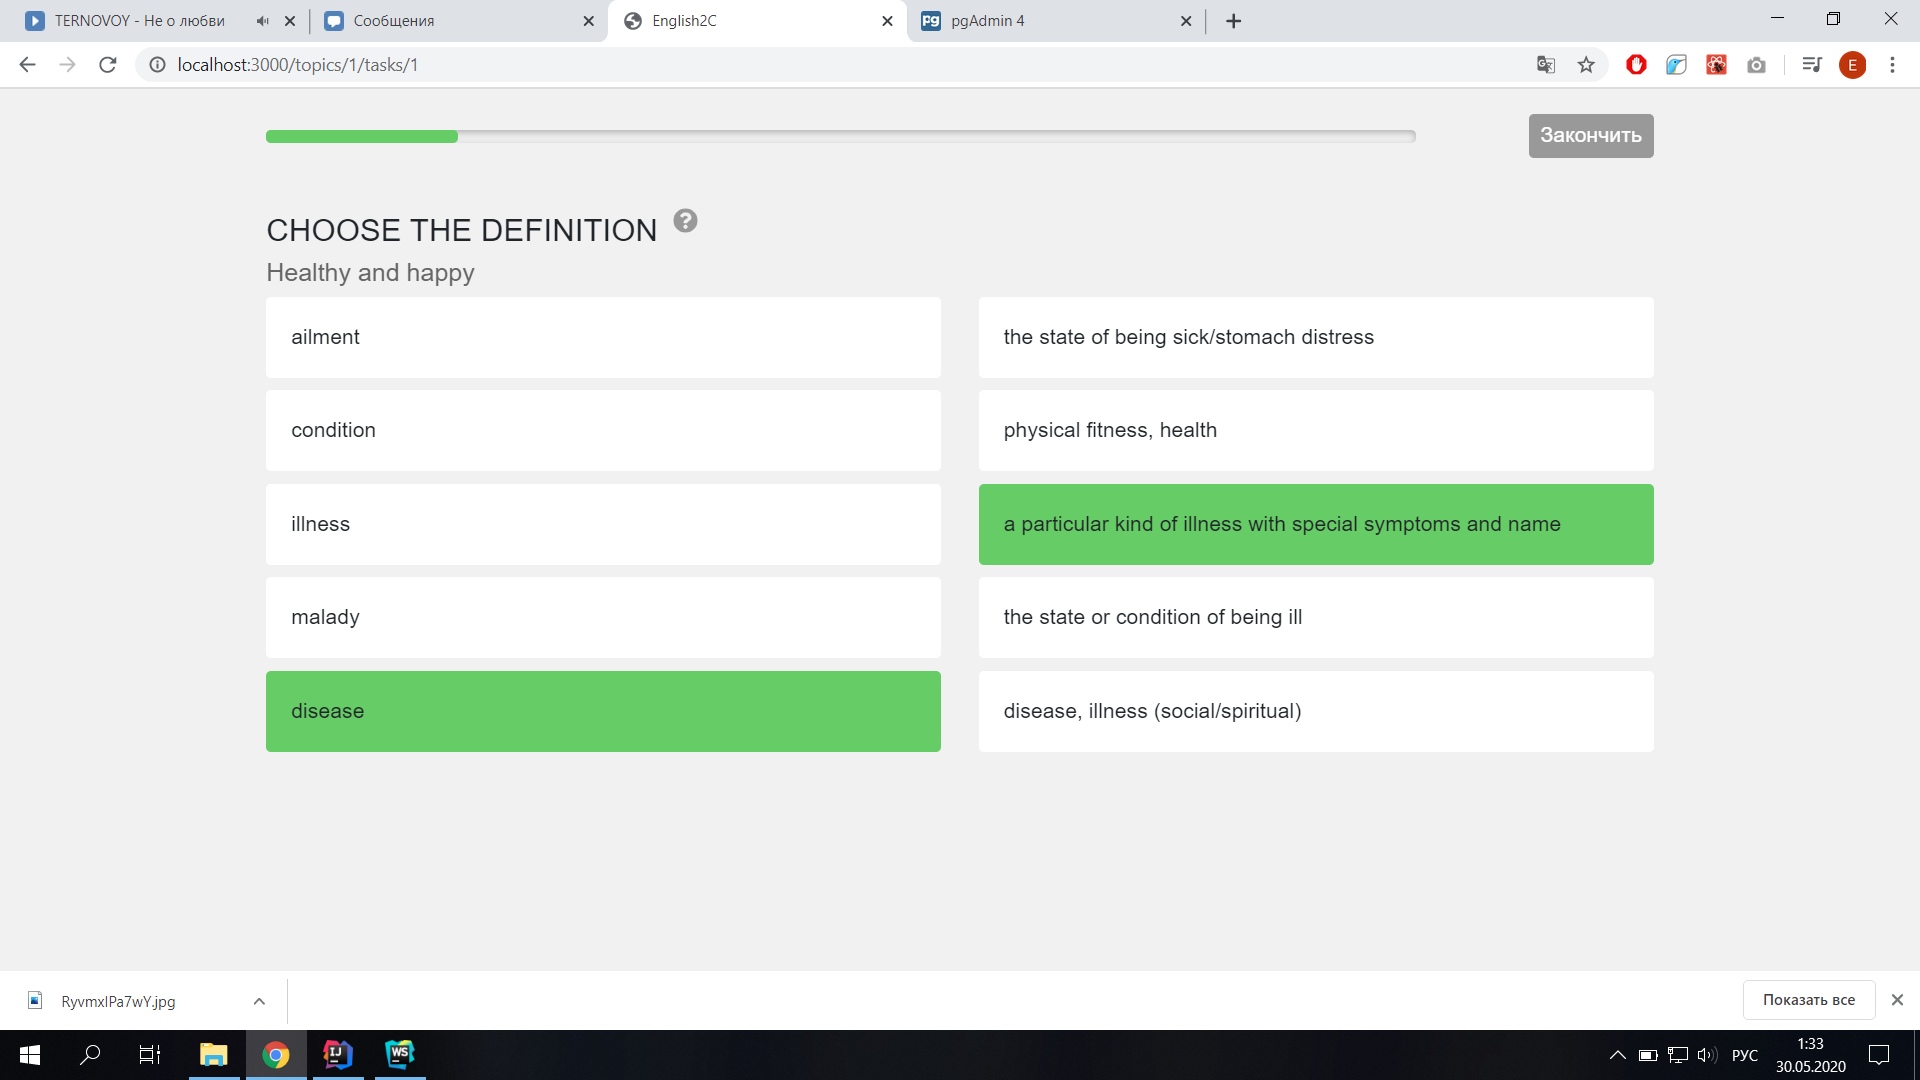 TERNOVOY - Не о любви
Сообщения
English2C
pgAdmin 4
localhost:3000/topics/1/tasks/1
E
Закончить
CHOOSE THE DEFINITION ?
Healthy and happy
ailment
the state of being sick/stomach distress
condition
physical fitness, health
illness
a particular kind of illness with special symptoms and name
malady
the state or condition of being ill
disease
disease, illness (social/spiritual)
RyvmxIPa7wY.jpg
Показать все
IJ
WS
РУС
1:33
30.05.2020